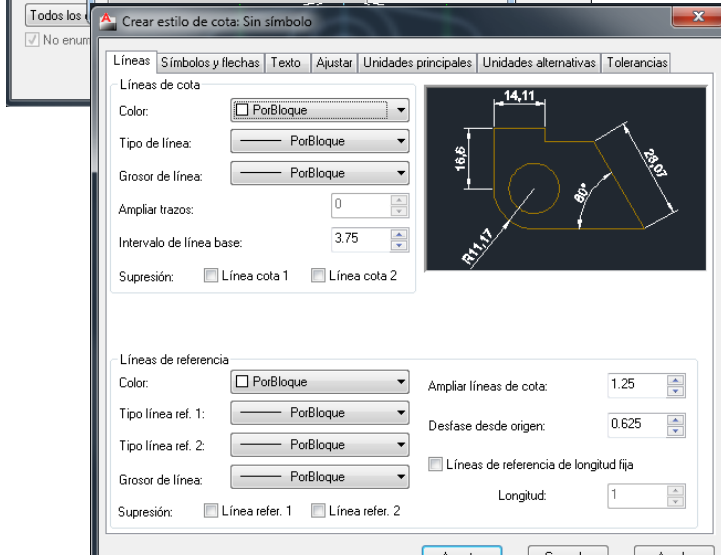 Todos los
No enum
Crear estilo de cota: Sin símbolo
Líneas Símbolos y flechas Texto Ajustar Unidades principales Unidades alternativas Tolerancias
Líneas de cota
Color: PorBloque
Tipo de línea: PorBloque
Grosor de línea: PorBloque
Ampliar trazos: 0
Intervalo de línea base: 3.75
Supresión: Línea cota 1 Línea cota 2
14,11
16,6
28,07
60°
R11,17
Líneas de referencia
Color: PorBloque
Tipo línea ref. 1: PorBloque
Tipo línea ref. 2: PorBloque
Grosor de línea: PorBloque
Supresión: Línea refer. 1 Línea refer. 2
Ampliar líneas de cota: 1.25
Desfase desde origen: 0.625
Líneas de referencia de longitud fija
Longitud: 1